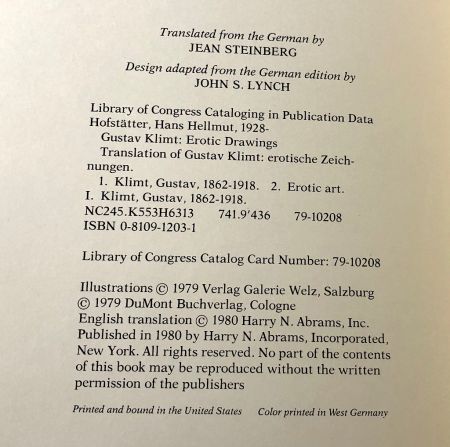 Translated from the German by
JEAN STEINBERG
Design adapted from the German edition by
JOHN S. LYNCH
Library of Congress Cataloging in Publication Data
Hofstätter, Hans Hellmut, 1928-
Gustav Klimt: Erotic Drawings
Translation of Gustav Klimt: erotische Zeich-
nungen.
1. Klimt, Gustav, 1862-1918. 2. Erotic art.
I. Klimt, Gustav, 1862-1918.
NC245.K553H6313 741.9'436 79-10208
ISBN 0-8109-1203-1
Library of Congress Catalog Card Number: 79-10208
Illustrations © 1979 Verlag Galerie Welz, Salzburg
© 1979 DuMont Buchverlag, Cologne
English translation © 1980 Harry N. Abrams, Inc.
Published in 1980 by Harry N. Abrams, Incorporated,
New York. All rights reserved. No part of the contents
of this book may be reproduced without the written
permission of the publishers
Printed and bound in the United States Color printed in West Germany